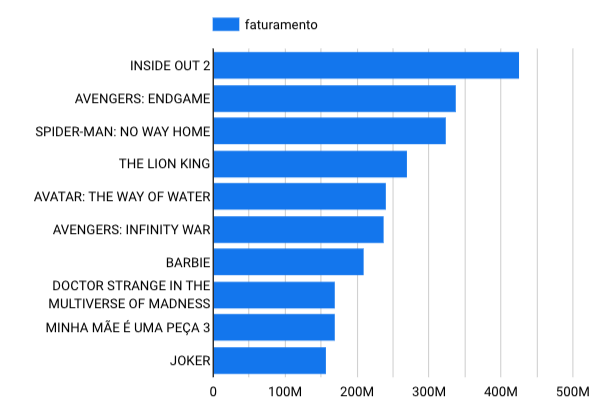 faturamento
INSIDE OUT 2
AVENGERS: ENDGAME
SPIDER-MAN: NO WAY HOME
THE LION KING
AVATAR: THE WAY OF WATER
AVENGERS: INFINITY WAR
BARBIE
DOCTOR STRANGE IN THE
MULTIVERSE OF MADNESS
MINHA MÃE É UMA PEÇA 3
JOKER
0 100M 200M 300M 400M 500M